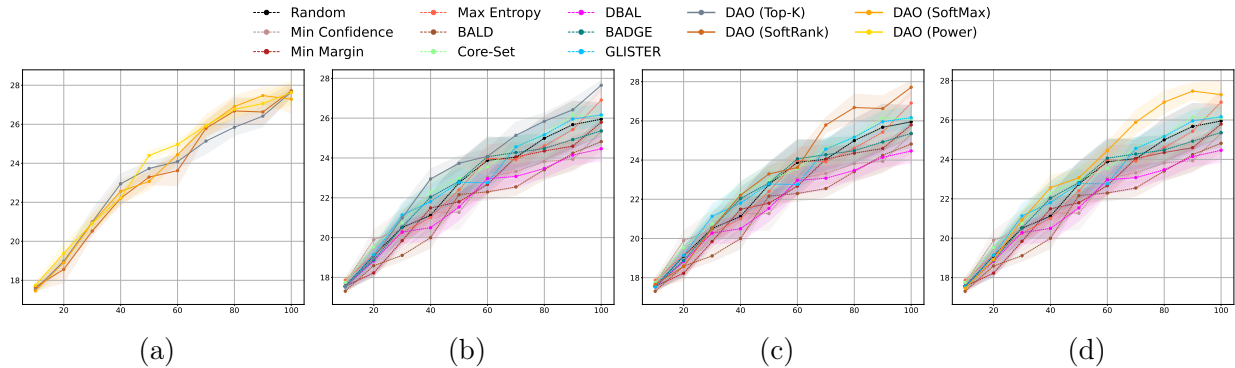 Random Max Entropy DBAL DAO (Top-K) DAO (SoftMax)
Min Confidence BALD BADGE DAO (SoftRank) DAO (Power)
Min Margin Core-Set GLISTER
28 28 28 28
26 26 26 26
24 24 24 24
22 22 22 22
20 20 20 20
18 18 18 18
20 40 60 80 100 20 40 60 80 100 20 40 60 80 100 20 40 60 80 100
(a) (b) (c) (d)